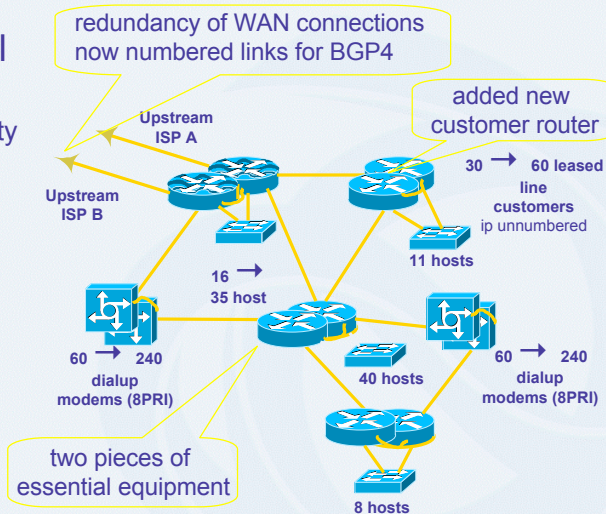 redundancy of WAN connections
now numbered links for BGP4
added new
customer router
Upstream
ISP A
Upstream
ISP B
30 → 60 leased
line
customers
ip unnumbered
11 hosts
16 →
35 host
60 → 240
dialup
modems (8PRI)
40 hosts
60 → 240
dialup
modems (8PRI)
two pieces of
essential equipment
8 hosts